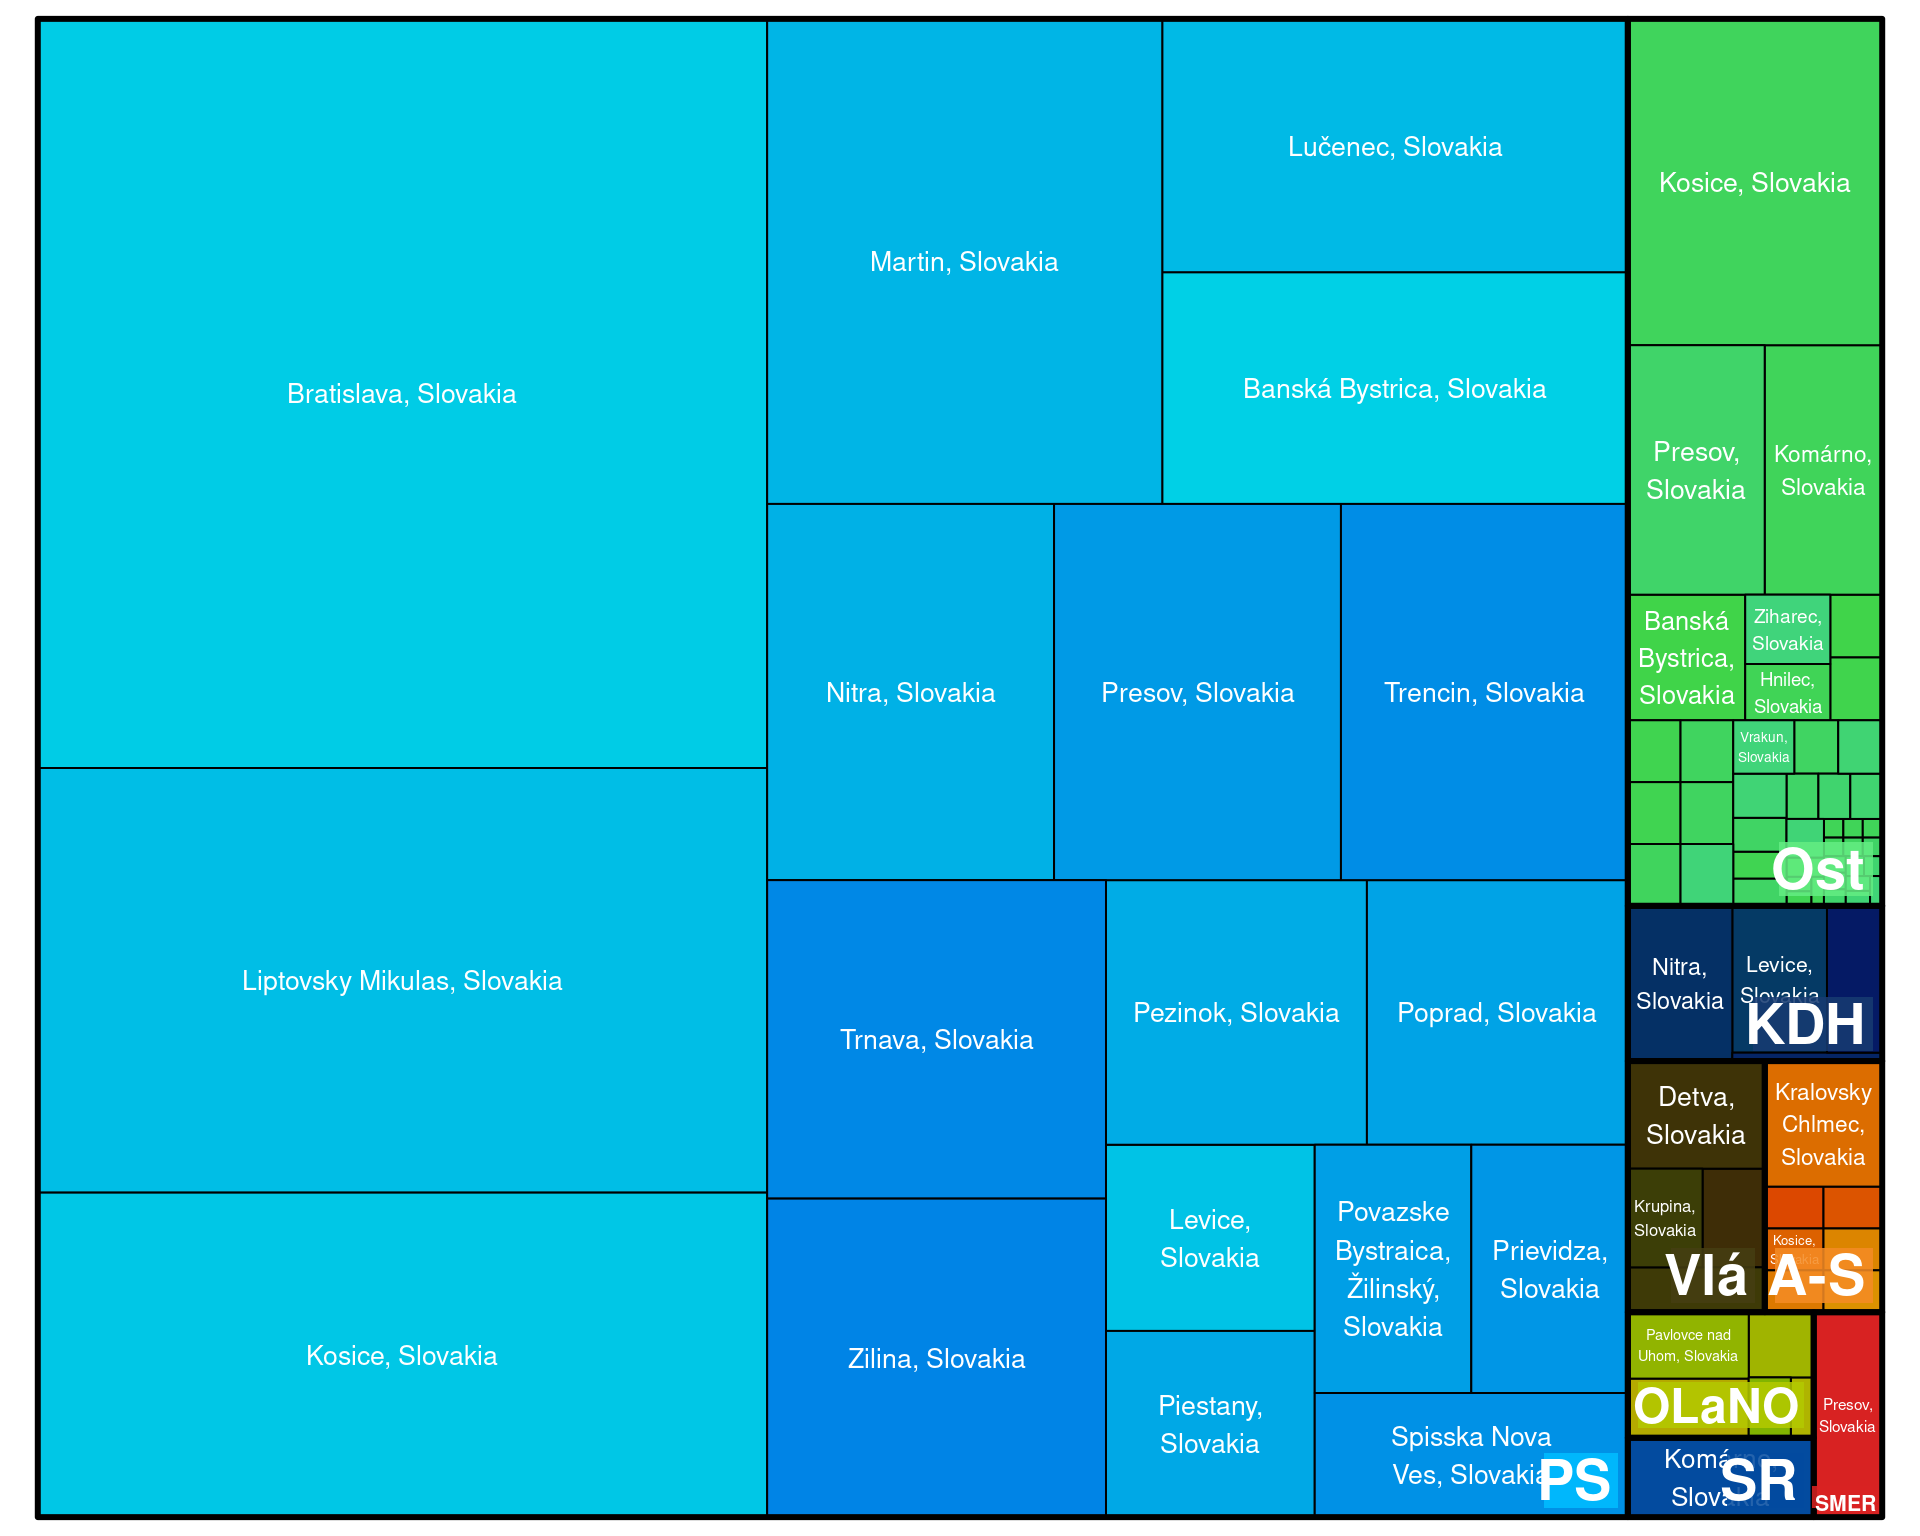 Bratislava, Slovakia
Liptovsky Mikulas, Slovakia
Kosice, Slovakia
Martin, Slovakia
Lučenec, Slovakia
Banská Bystrica, Slovakia
Nitra, Slovakia
Presov, Slovakia
Trencin, Slovakia
Trnava, Slovakia
Zilina, Slovakia
Pezinok, Slovakia
Poprad, Slovakia
Levice,
Slovakia
Piestany,
Slovakia
Povazske
Bystraica,
Žilinský,
Slovakia
Prievidza,
Slovakia
Spisska Nova
Ves, Slovakia
PS
Kosice, Slovakia
Presov,
Slovakia
Komárno,
Slovakia
Banská
Bystrica,
Slovakia
Ziharec,
Slovakia
Hnilec,
Slovakia
Vrakun,
Slovakia
Ost
Nitra,
Slovakia
Levice,
Slovakia
KDH
Detva,
Slovakia
Krupina,
Slovakia
Vlá
Kralovsky
Chlmec,
Slovakia
Kosice,
Slovakia
A-S
Pavlovce nad
Uhom, Slovakia
OLaNO
Komárno,
Slovakia
SR
Presov,
Slovakia
SMER